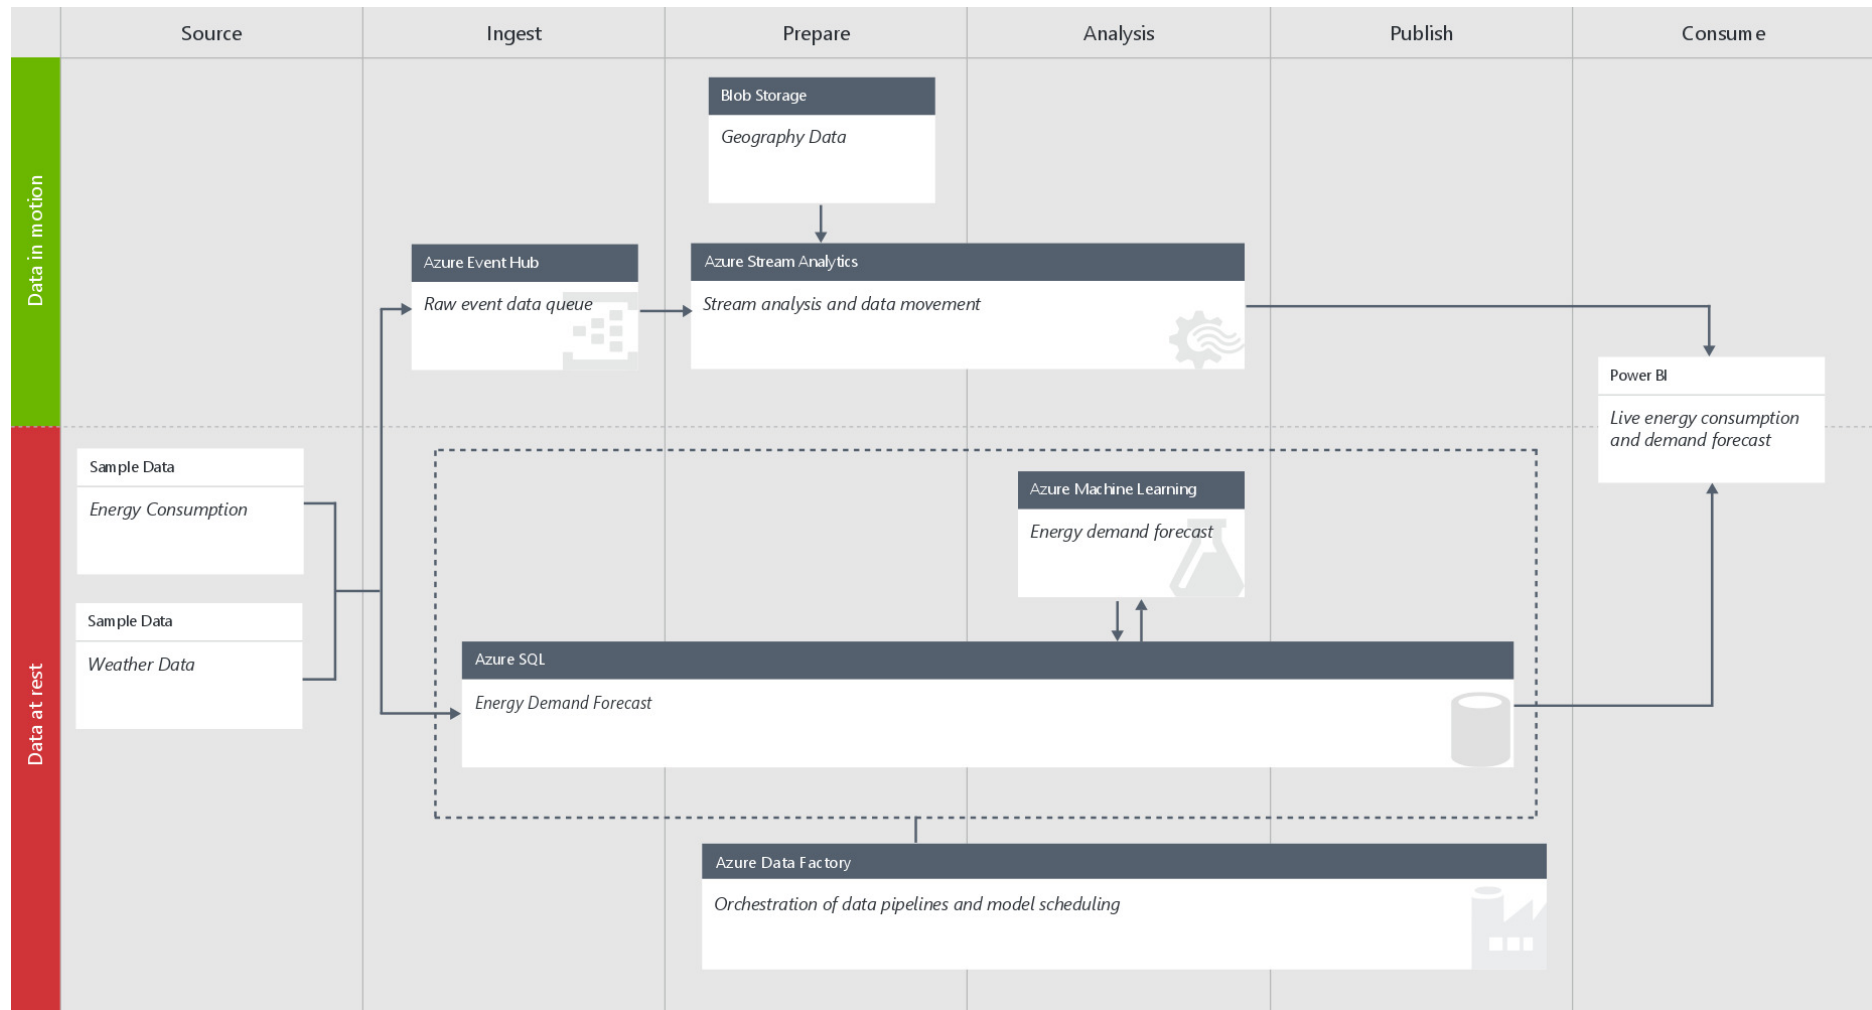 Source
Ingest
Prepare
Analysis
Publish
Consume
Data in motion
Blob Storage
Geography Data
Azure Event Hub
Raw event data queue
Azure Stream Analytics
Stream analysis and data movement
Power BI
Live energy consumption
and demand forecast
Data at rest
Sample Data
Energy Consumption
Sample Data
Weather Data
Azure Machine Learning
Energy demand forecast
Azure SQL
Energy Demand Forecast
Azure Data Factory
Orchestration of data pipelines and model scheduling